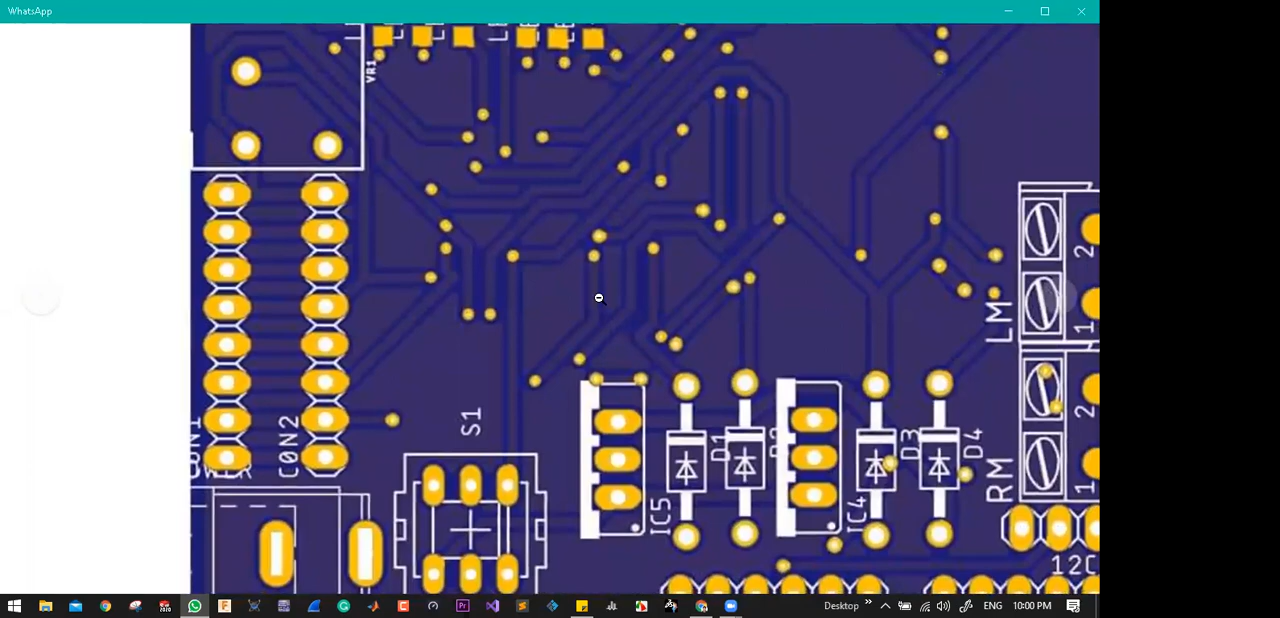 WhatsApp
VR1
LM
2
1
S1
CON1
CON2
D1
D3
D4
IC5
IC4
RM
2
1
12C
Desktop
ENG
10:00 PM